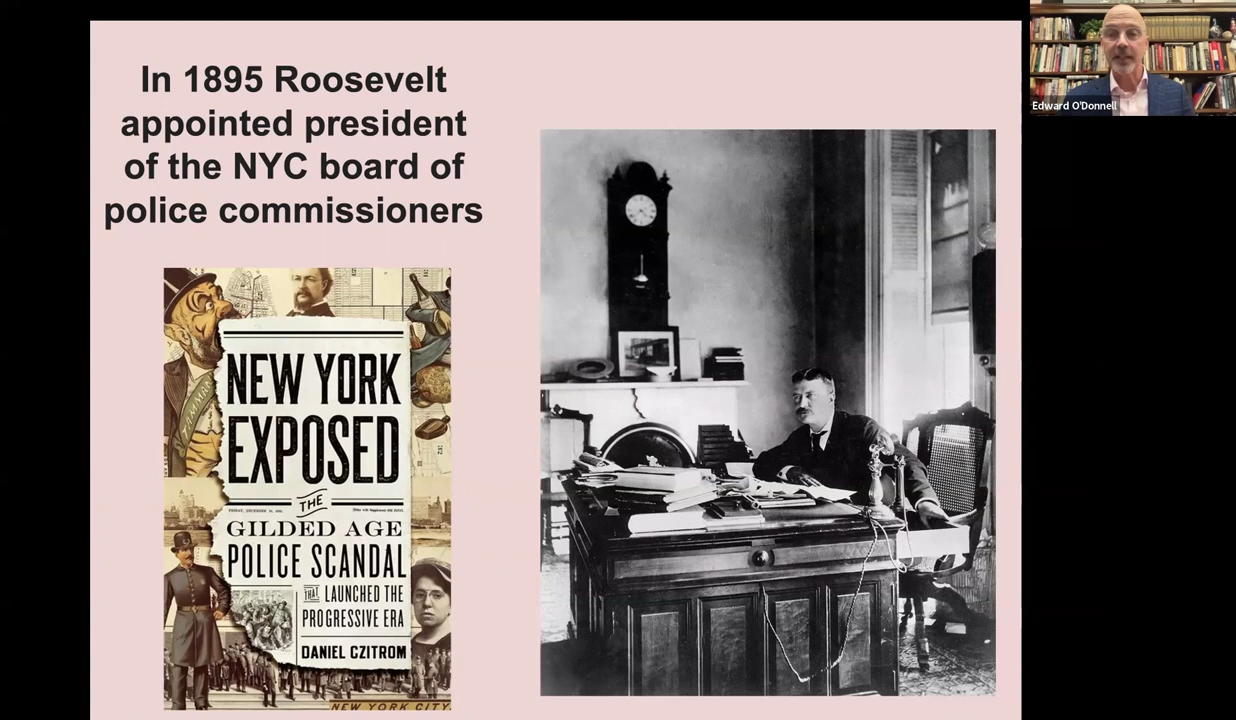 In 1895 Roosevelt
appointed president
of the NYC board of
police commissioners
NEW YORK
EXPOSED
THE
GILDED AGE
POLICE SCANDAL
THAT LAUNCHED THE
PROGRESSIVE ERA
DANIEL CZITROM
NEW YORK CITY
TAMMANY
Edward O'Donnell